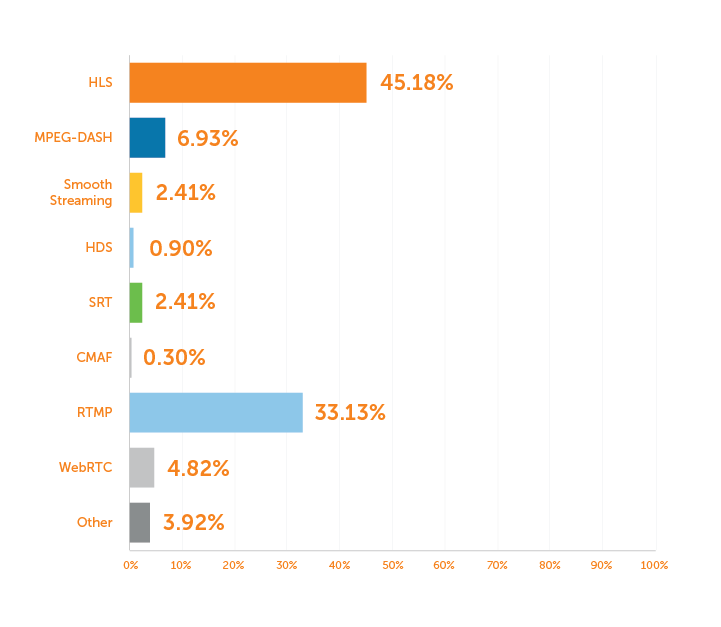 HLS
45.18%
MPEG-DASH
6.93%
Smooth
Streaming
2.41%
HDS
0.90%
SRT
2.41%
CMAF
0.30%
RTMP
33.13%
WebRTC
4.82%
Other
3.92%
0% 10% 20% 30% 40% 50% 60% 70% 80% 90% 100%